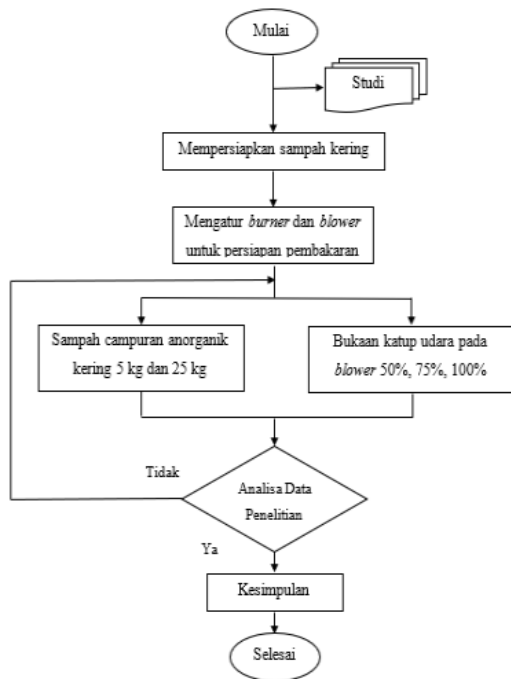 Mulai
Studi
Mempersiapkan sampah kering
Mengatur burner dan blower
untuk persiapan pembakaran
Sampah campuran anorganik
kering 5 kg dan 25 kg
Bukaan katup udara pada
blower 50%, 75%, 100%
Tidak
Analisa Data
Penelitian
Ya
Kesimpulan
Selesai